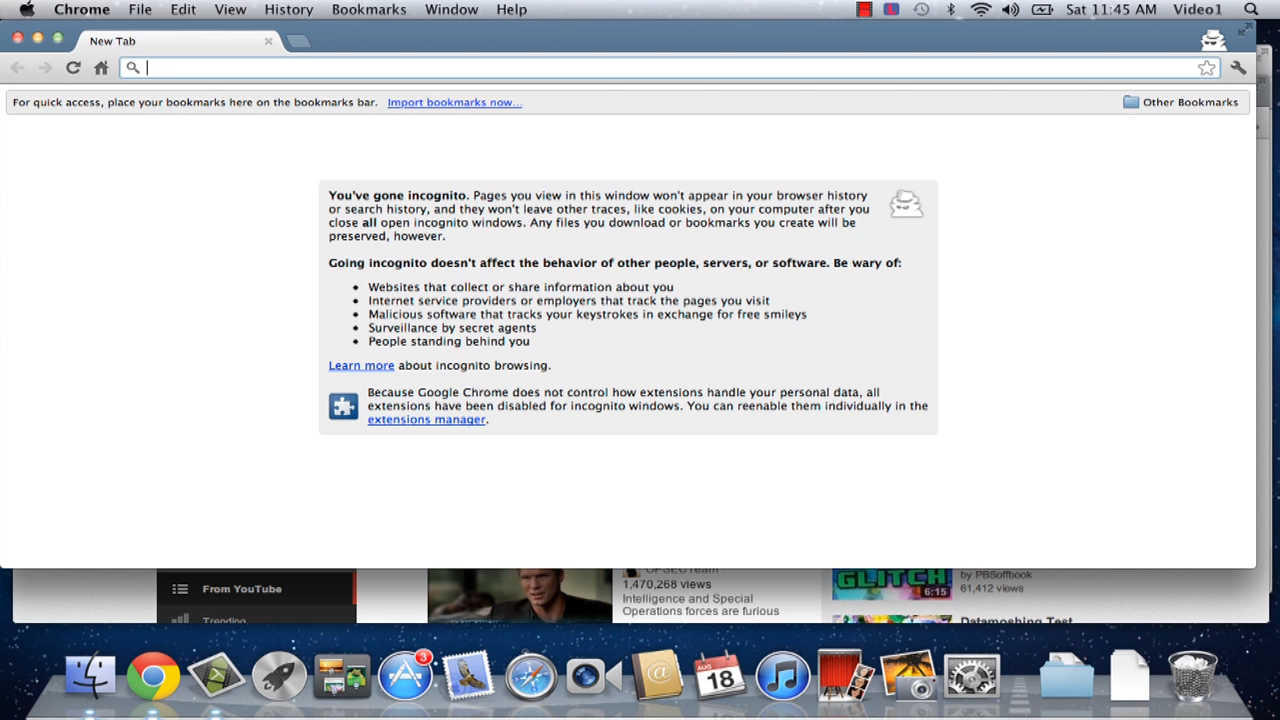 Chrome File Edit View History Bookmarks Window Help Sat 11:45 AM Video1
New Tab
For quick access, place your bookmarks here on the bookmarks bar. Import bookmarks now... Other Bookmarks
You've gone incognito. Pages you view in this window won't appear in your browser history
or search history, and they won't leave other traces, like cookies, on your computer after you
close all open incognito windows. Any files you download or bookmarks you create will be
preserved, however.
Going incognito doesn't affect the behavior of other people, servers, or software. Be wary of:
• Websites that collect or share information about you
• Internet service providers or employers that track the pages you visit
• Malicious software that tracks your keystrokes in exchange for free smileys
• Surveillance by secret agents
• People standing behind you
Learn more about incognito browsing.
Because Google Chrome does not control how extensions handle your personal data, all
extensions have been disabled for incognito windows. You can reenable them individually in the
extensions manager.
From YouTube
Trending
1,470,268 views
Intelligence and Special
Operations forces are furious
GLITCH
6:15
by PBSoffbook
61,412 views
Datamoshing Test
3
AUG
18